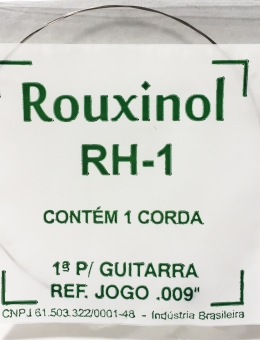 Rouxinol
RH-1
CONTÉM 1 CORDA
1ª P/ GUITARRA
REF. JOGO .009"
CNPJ 61.503.322/0001-48 - Indústria Brasileira